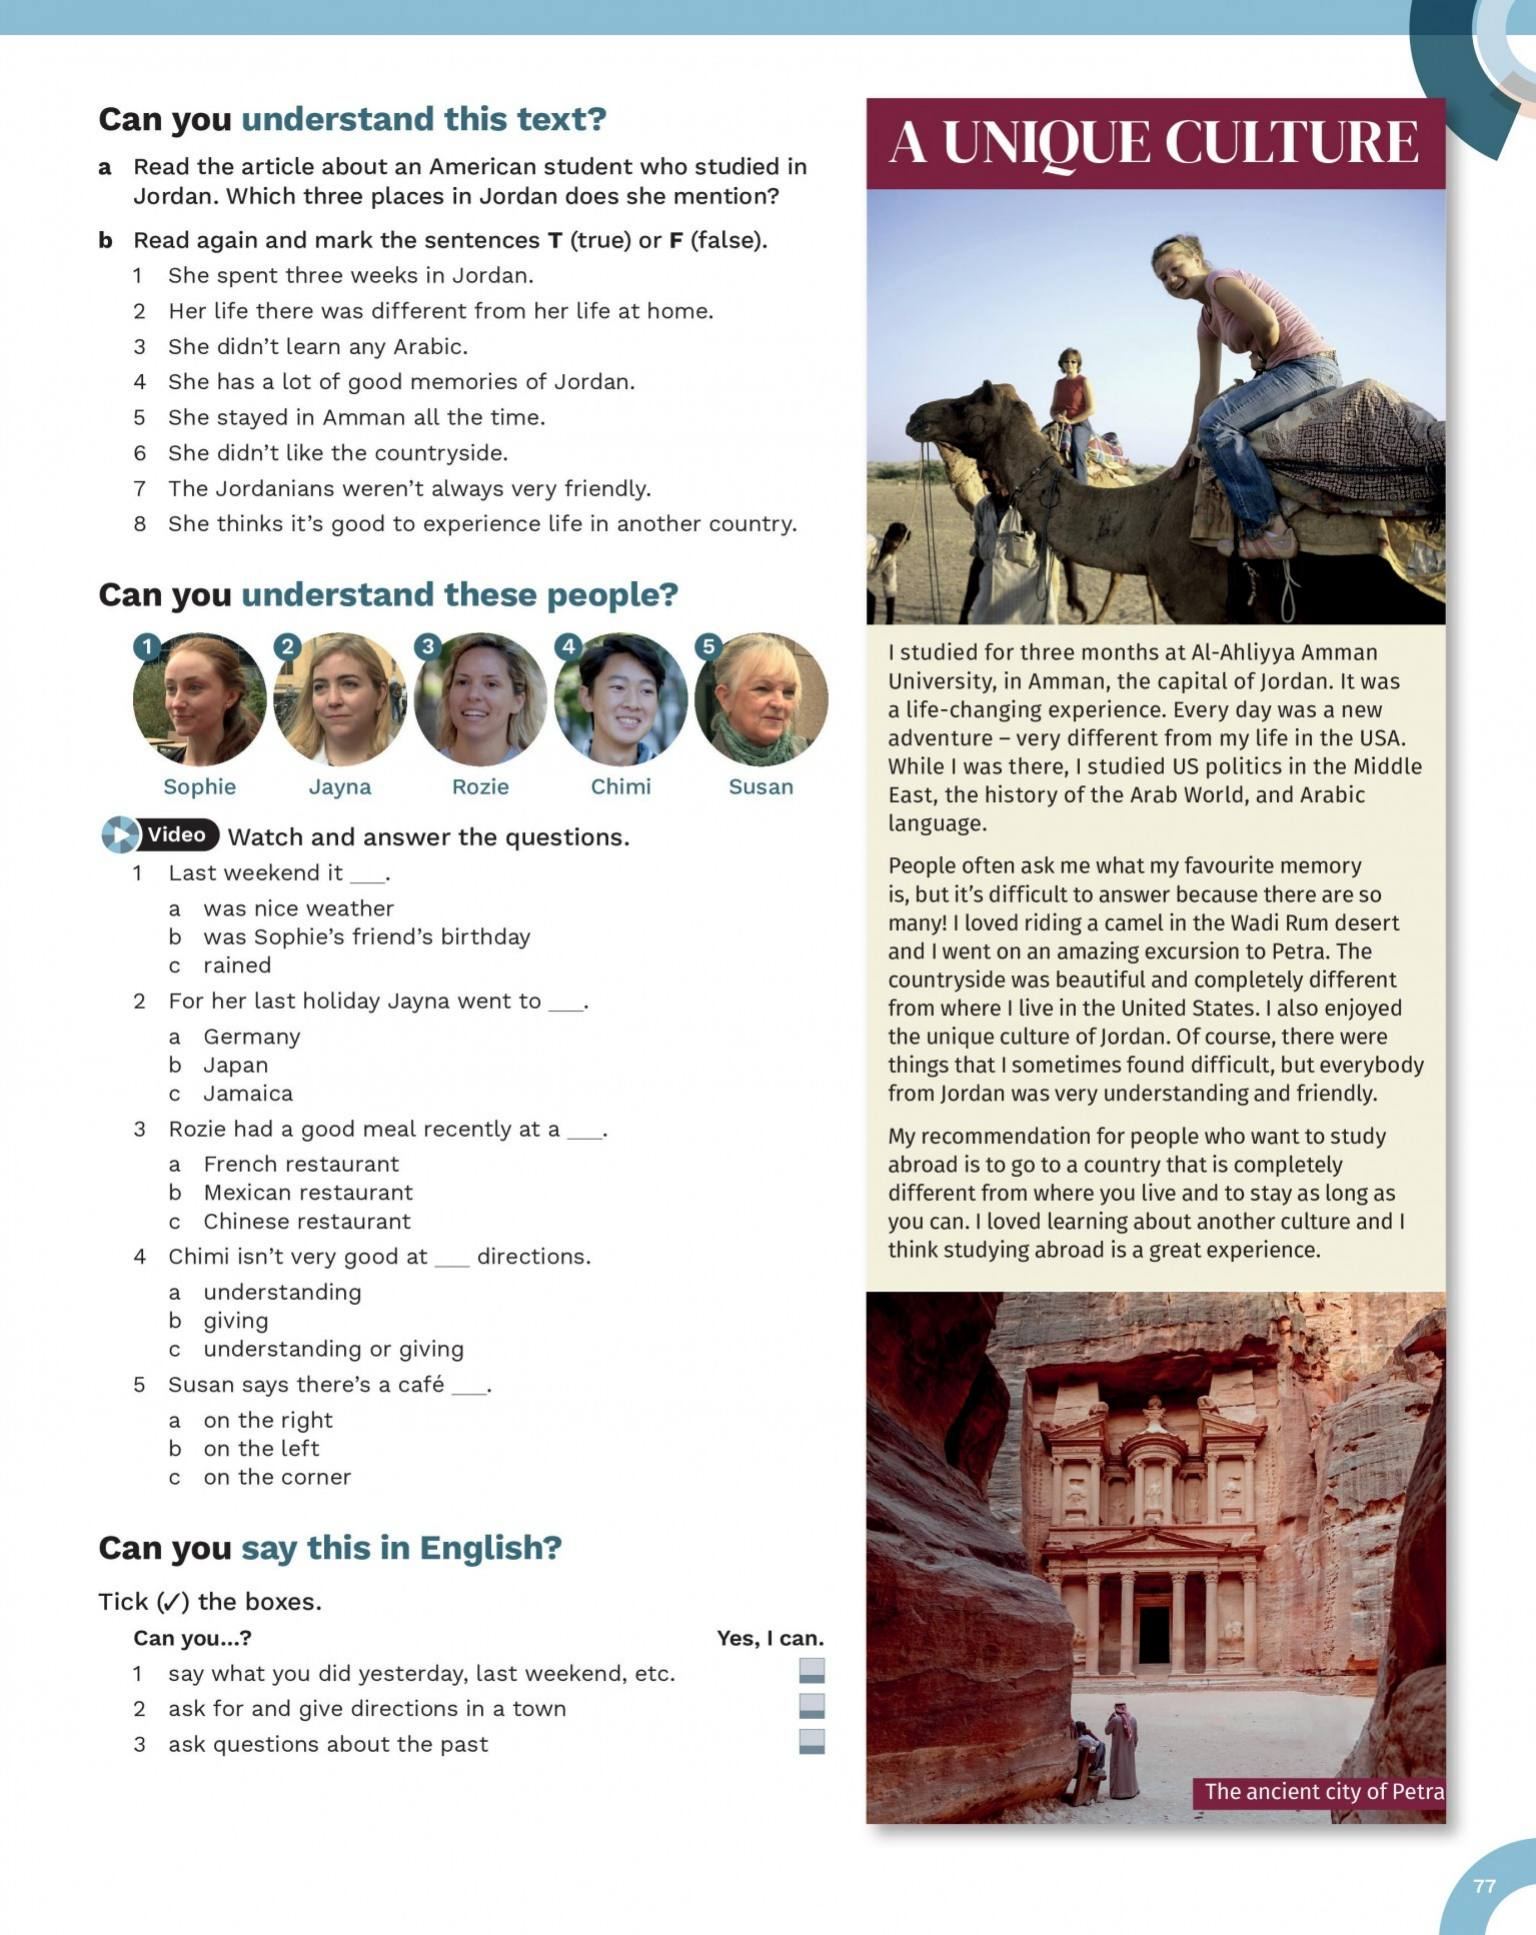 Can you understand this text?
a Read the article about an American student who studied in
Jordan. Which three places in Jordan does she mention?
b Read again and mark the sentences T (true) or F (false).
1 She spent three weeks in Jordan.
2 Her life there was different from her life at home.
3 She didn't learn any Arabic.
4 She has a lot of good memories of Jordan.
5 She stayed in Amman all the time.
6 She didn't like the countryside.
7 The Jordanians weren't always very friendly.
8 She thinks it's good to experience life in another country.
Can you understand these people?
1 2 3 4 5
Sophie Jayna Rozie Chimi Susan
Video Watch and answer the questions.
1 Last weekend it ___.
a was nice weather
b was Sophie's friend's birthday
c rained
2 For her last holiday Jayna went to ___.
a Germany
b Japan
c Jamaica
3 Rozie had a good meal recently at a ___.
a French restaurant
b Mexican restaurant
c Chinese restaurant
4 Chimi isn't very good at ___ directions.
a understanding
b giving
c understanding or giving
5 Susan says there's a café ___.
a on the right
b on the left
c on the corner
Can you say this in English?
Tick (✓) the boxes.
Can you...? Yes, I can.
1 say what you did yesterday, last weekend, etc.
2 ask for and give directions in a town
3 ask questions about the past
A UNIQUE CULTURE
I studied for three months at Al-Ahliyya Amman
University, in Amman, the capital of Jordan. It was
a life-changing experience. Every day was a new
adventure – very different from my life in the USA.
While I was there, I studied US politics in the Middle
East, the history of the Arab World, and Arabic
language.
People often ask me what my favourite memory
is, but it's difficult to answer because there are so
many! I loved riding a camel in the Wadi Rum desert
and I went on an amazing excursion to Petra. The
countryside was beautiful and completely different
from where I live in the United States. I also enjoyed
the unique culture of Jordan. Of course, there were
things that I sometimes found difficult, but everybody
from Jordan was very understanding and friendly.
My recommendation for people who want to study
abroad is to go to a country that is completely
different from where you live and to stay as long as
you can. I loved learning about another culture and I
think studying abroad is a great experience.
The ancient city of Petra
77